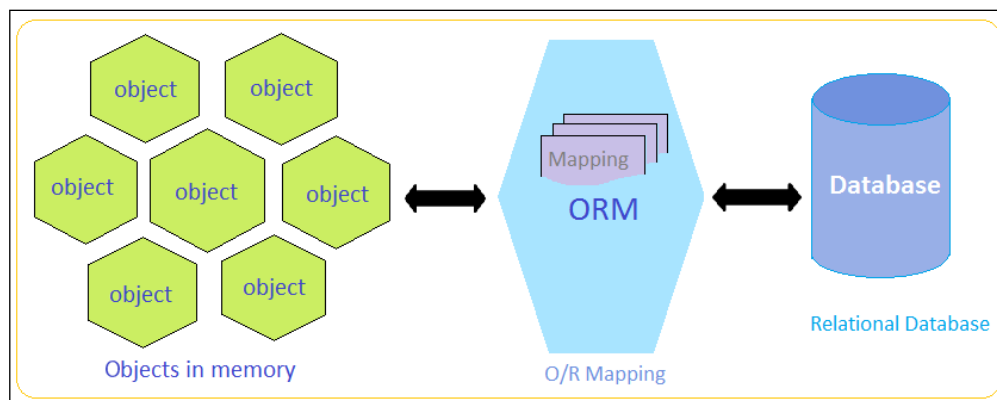 object
object
object
object
object
object
object
Objects in memory
Mapping
ORM
O/R Mapping
Database
Relational Database